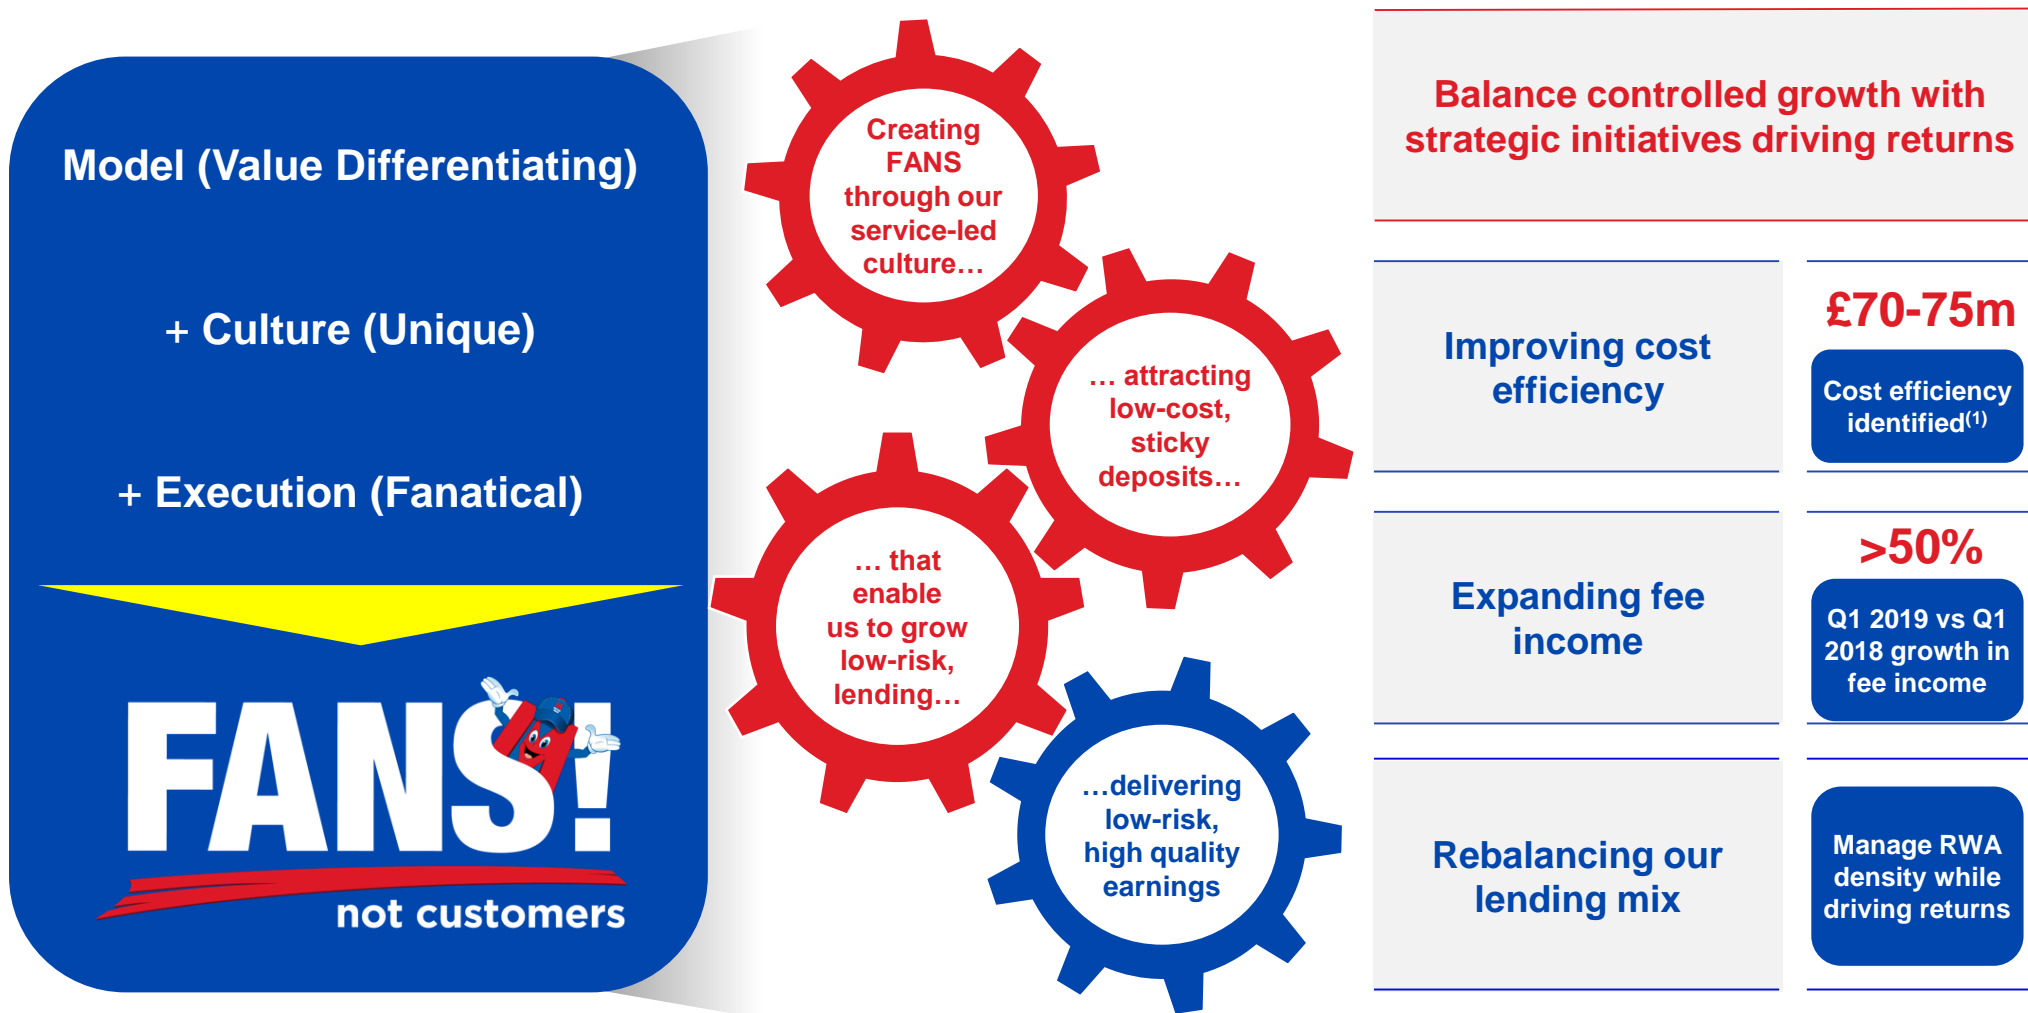 Model (Value Differentiating)
+ Culture (Unique)
+ Execution (Fanatical)
FANS!
not customers
Creating
FANS
through our
service-led
culture…
… attracting
low-cost,
sticky
deposits…
… that
enable
us to grow
low-risk,
lending…
…delivering
low-risk,
high quality
earnings
Balance controlled growth with
strategic initiatives driving returns
Improving cost
efficiency
£70-75m
Cost efficiency
identified(1)
Expanding fee
income
>50%
Q1 2019 vs Q1
2018 growth in
fee income
Rebalancing our
lending mix
Manage RWA
density while
driving returns